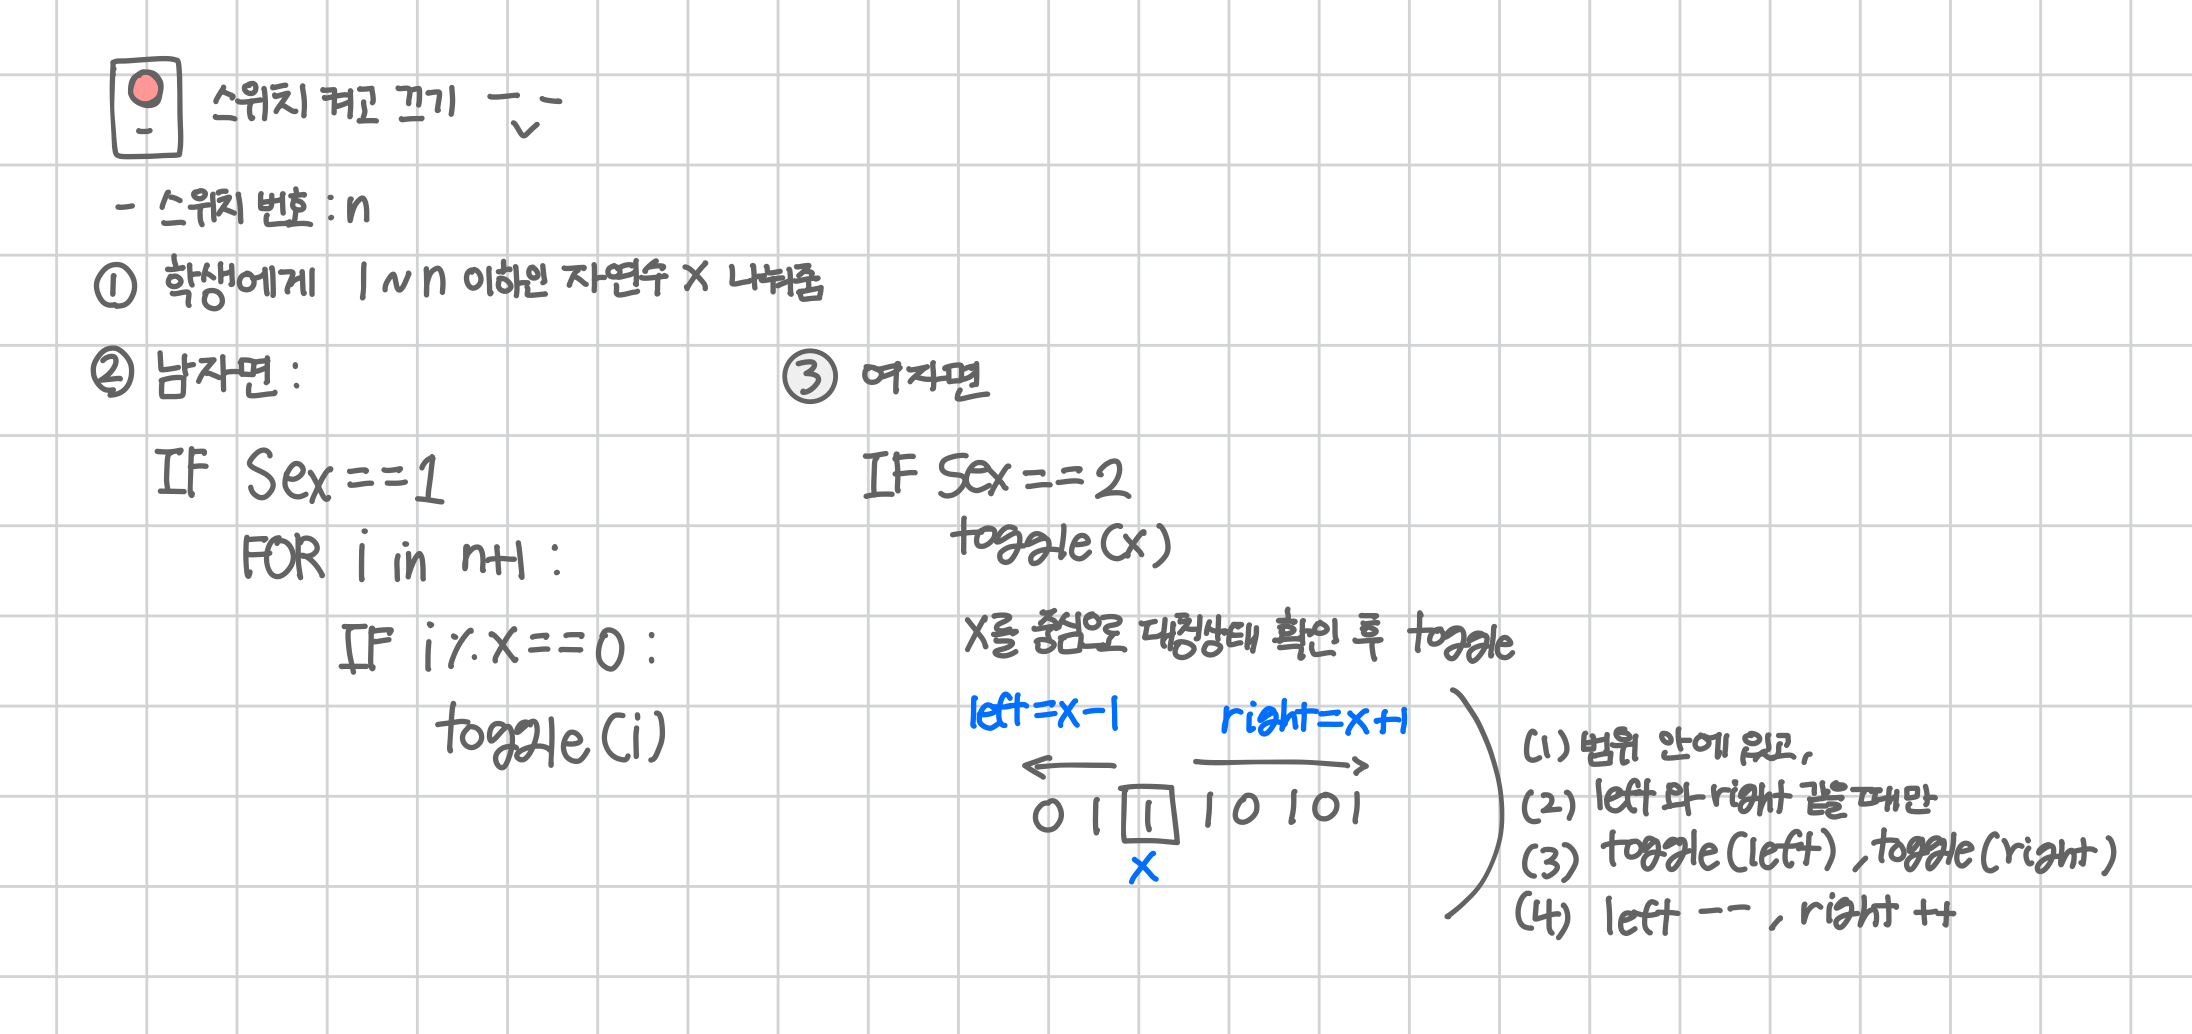 스위치 켜고 끄기
- 스위치 번호 : n
① 학생에게 1 ~ n 이하인 자연수 X 나눠줌
② 남자면 :
IF Sex==1
FOR i in n+1 :
IF i % X==0 :
toggle(i)
③ 여자면
IF Sex==2
toggle(x)
X를 중심으로 대칭상태 확인 후 toggle
left=x-1 right=x+1
0 1 1 1 0 1 0 1
x
(1) 범위 안에 있고,
(2) left 와 right 같을 때만
(3) toggle(left), toggle(right)
(4) left --, right ++